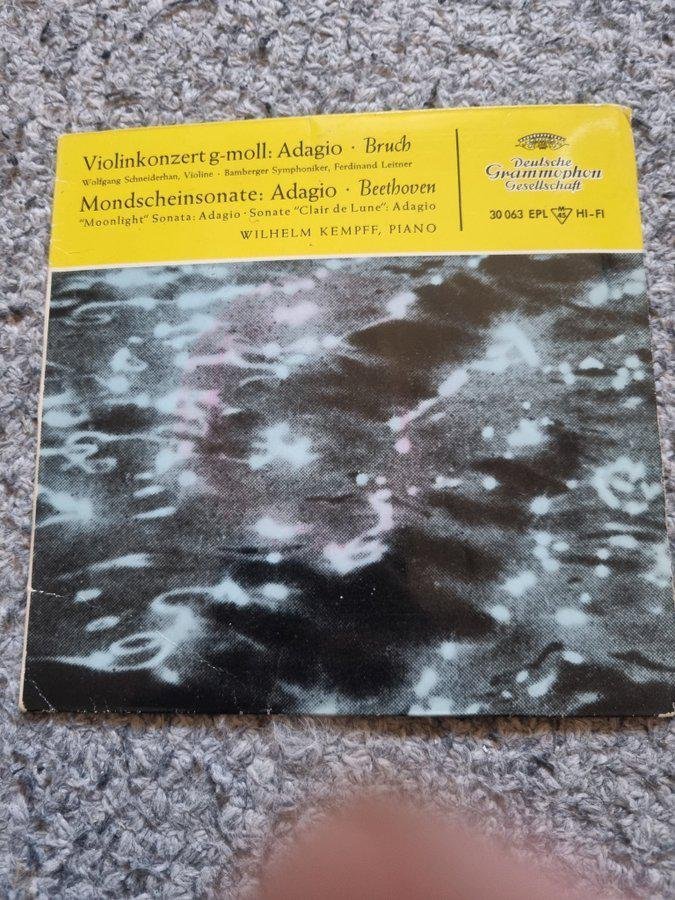 Violinkonzert g-moll: Adagio · Bruch
Wolfgang Schneiderhan, Violine · Bamberger Symphoniker, Ferdinand Leitner
Mondscheinsonate: Adagio · Beethoven
"Moonlight" Sonata: Adagio · Sonate "Clair de Lune": Adagio
WILHELM KEMPFF, PIANO
Deutsche
Grammophon
Gesellschaft
30 063 EPL M 45 HI-FI